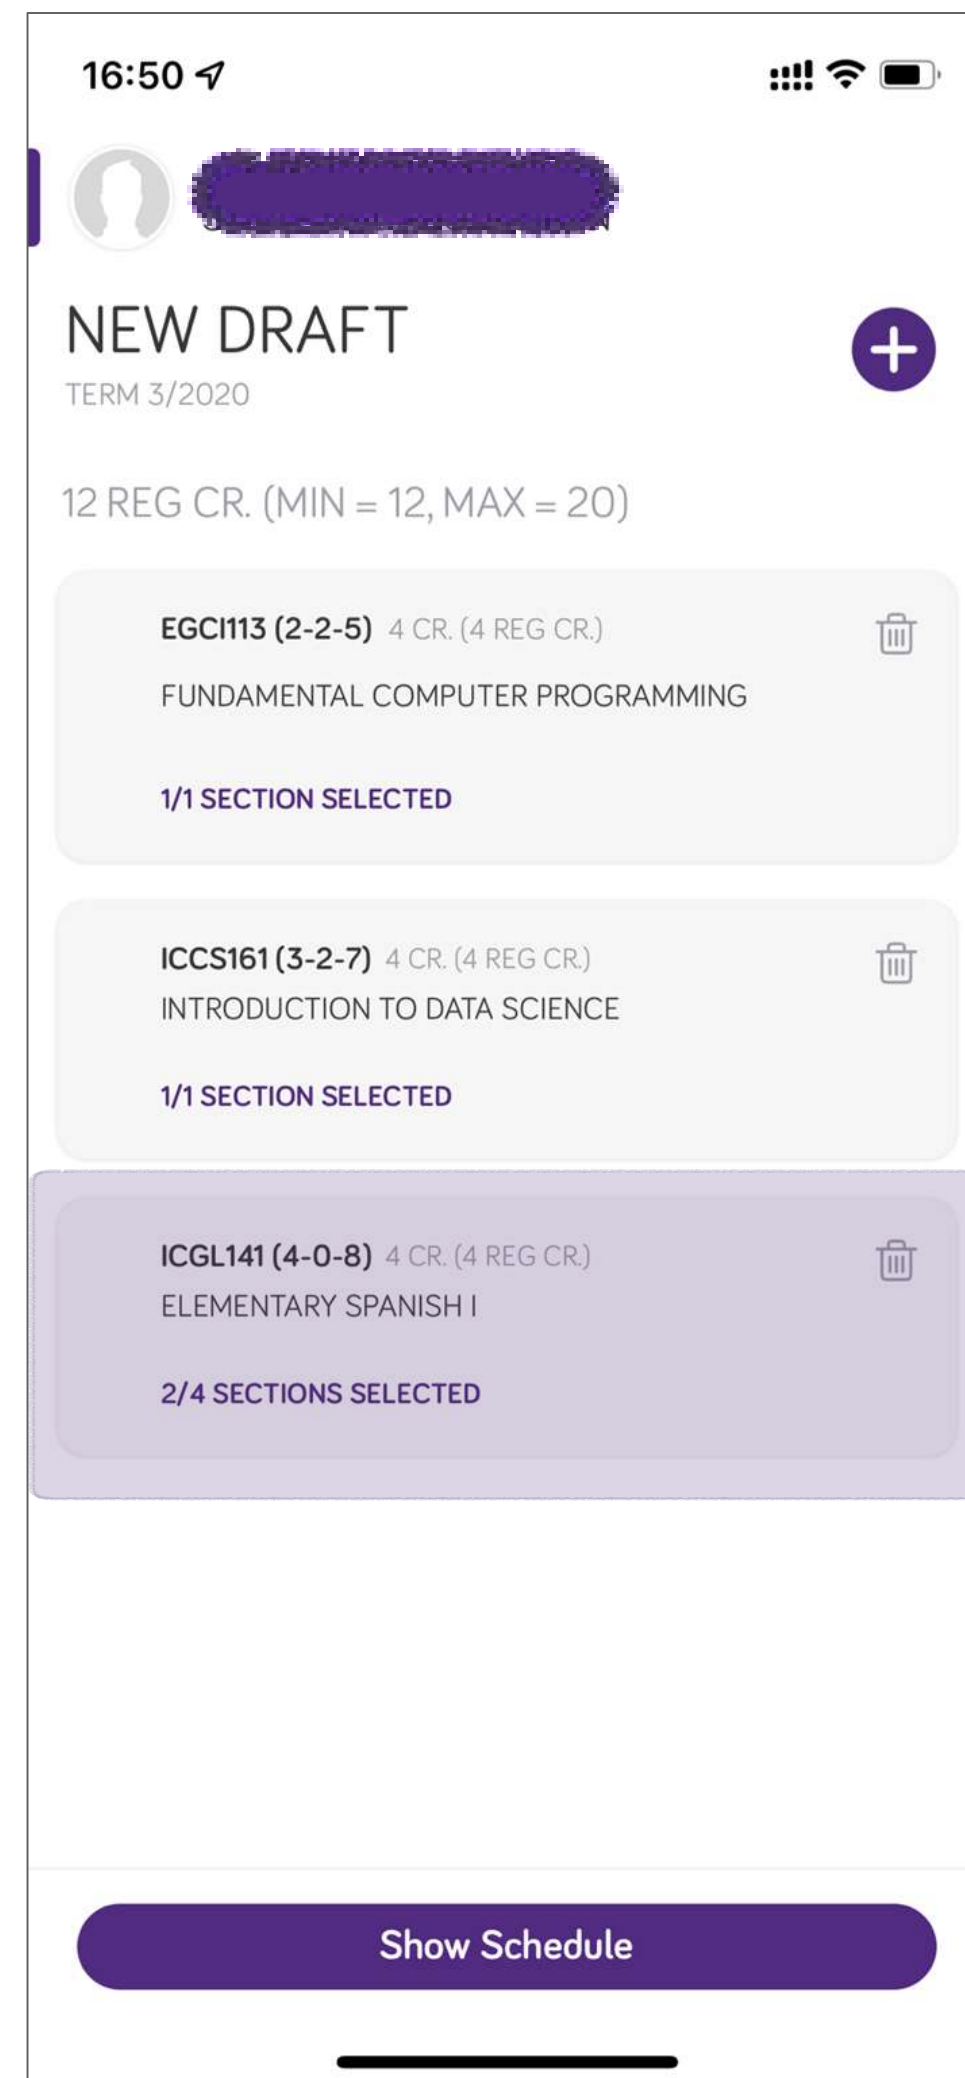 16:50
NEW DRAFT
TERM 3/2020
12 REG CR. (MIN = 12, MAX = 20)
EGCI113 (2-2-5) 4 CR. (4 REG CR.)
FUNDAMENTAL COMPUTER PROGRAMMING
1/1 SECTION SELECTED
ICCS161 (3-2-7) 4 CR. (4 REG CR.)
INTRODUCTION TO DATA SCIENCE
1/1 SECTION SELECTED
ICGL141 (4-0-8) 4 CR. (4 REG CR.)
ELEMENTARY SPANISH I
2/4 SECTIONS SELECTED
Show Schedule